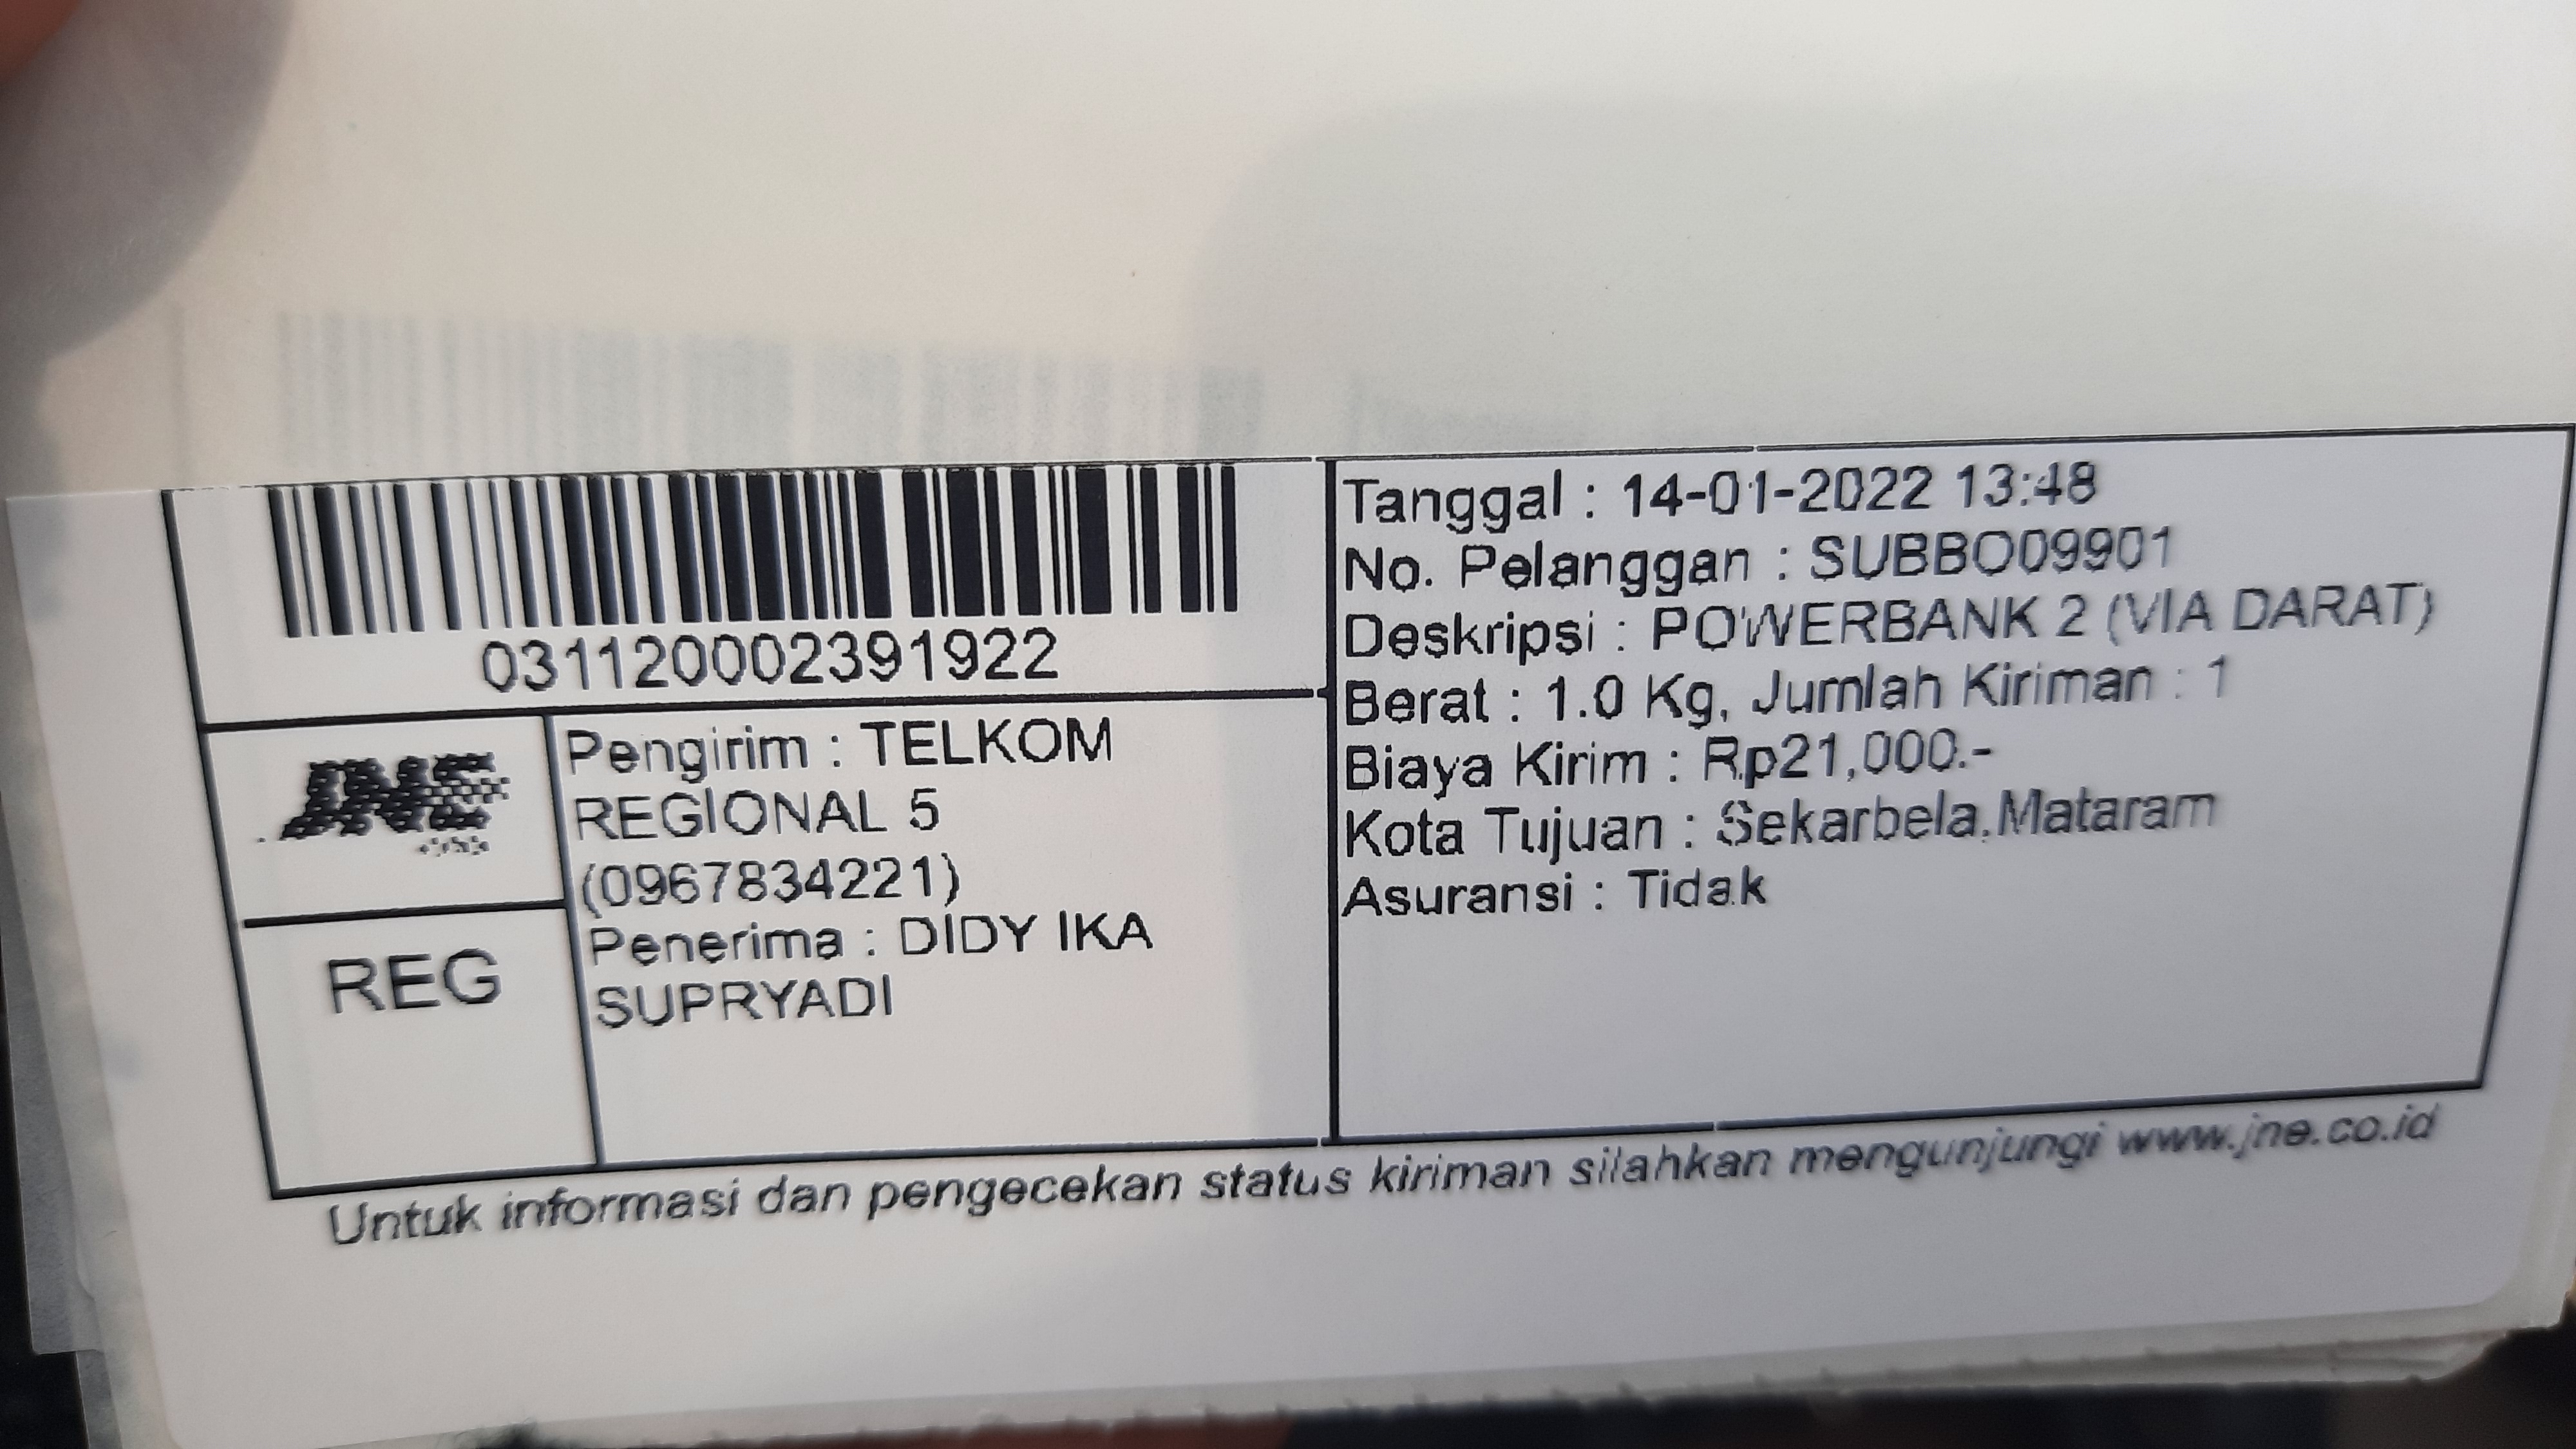 031120002391922
JNE
REG
Pengirim : TELKOM
REGIONAL 5
(0967834221)
Penerima : DIDY IKA
SUPRYADI
Tanggal : 14-01-2022 13:48
No. Pelanggan : SUBBO09901
Deskripsi : POWERBANK 2 (VIA DARAT)
Berat : 1.0 Kg, Jumlah Kiriman : 1
Biaya Kirim : Rp21,000.-
Kota Tujuan : Sekarbela,Mataram
Asuransi : Tidak
Untuk informasi dan pengecekan status kiriman silahkan mengunjungi www.jne.co.id